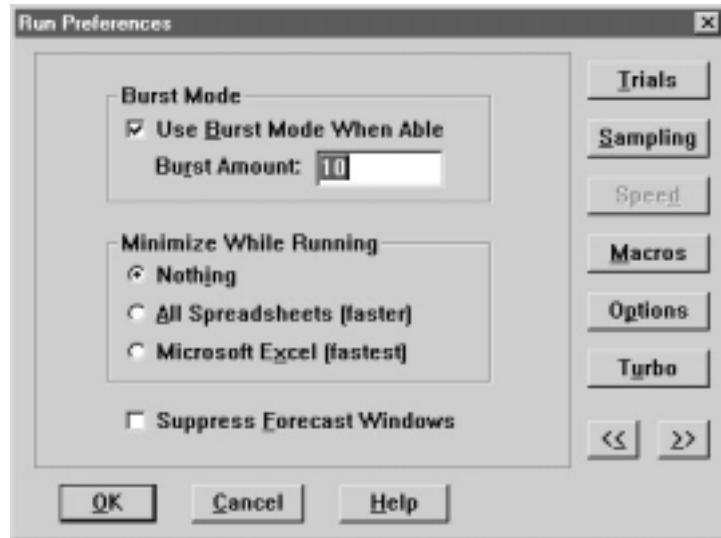 Run Preferences
Burst Mode
Use Burst Mode When Able
Burst Amount: 10
Minimize While Running
Nothing
All Spreadsheets (faster)
Microsoft Excel (fastest)
Suppress Forecast Windows
Trials
Sampling
Speed
Macros
Options
Turbo
<< >>
OK Cancel Help